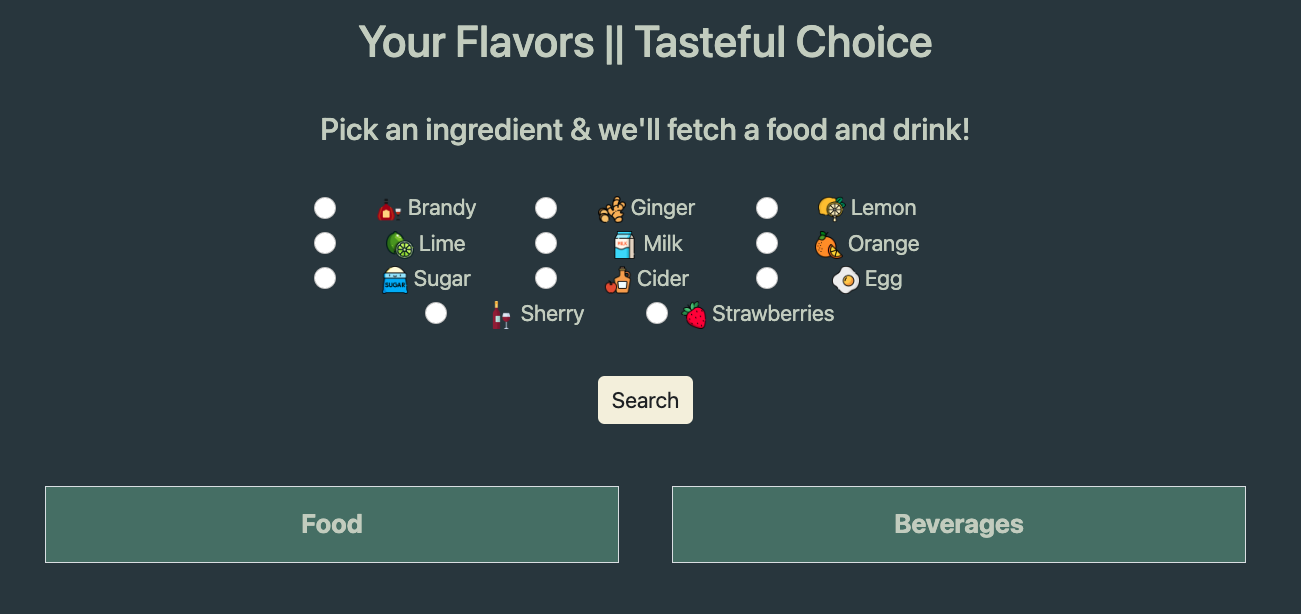 Your Flavors || Tasteful Choice
Pick an ingredient & we'll fetch a food and drink!
Brandy Ginger Lemon
Lime MILK Milk Orange
SUGAR Sugar Cider Egg
Sherry Strawberries
Search
Food Beverages